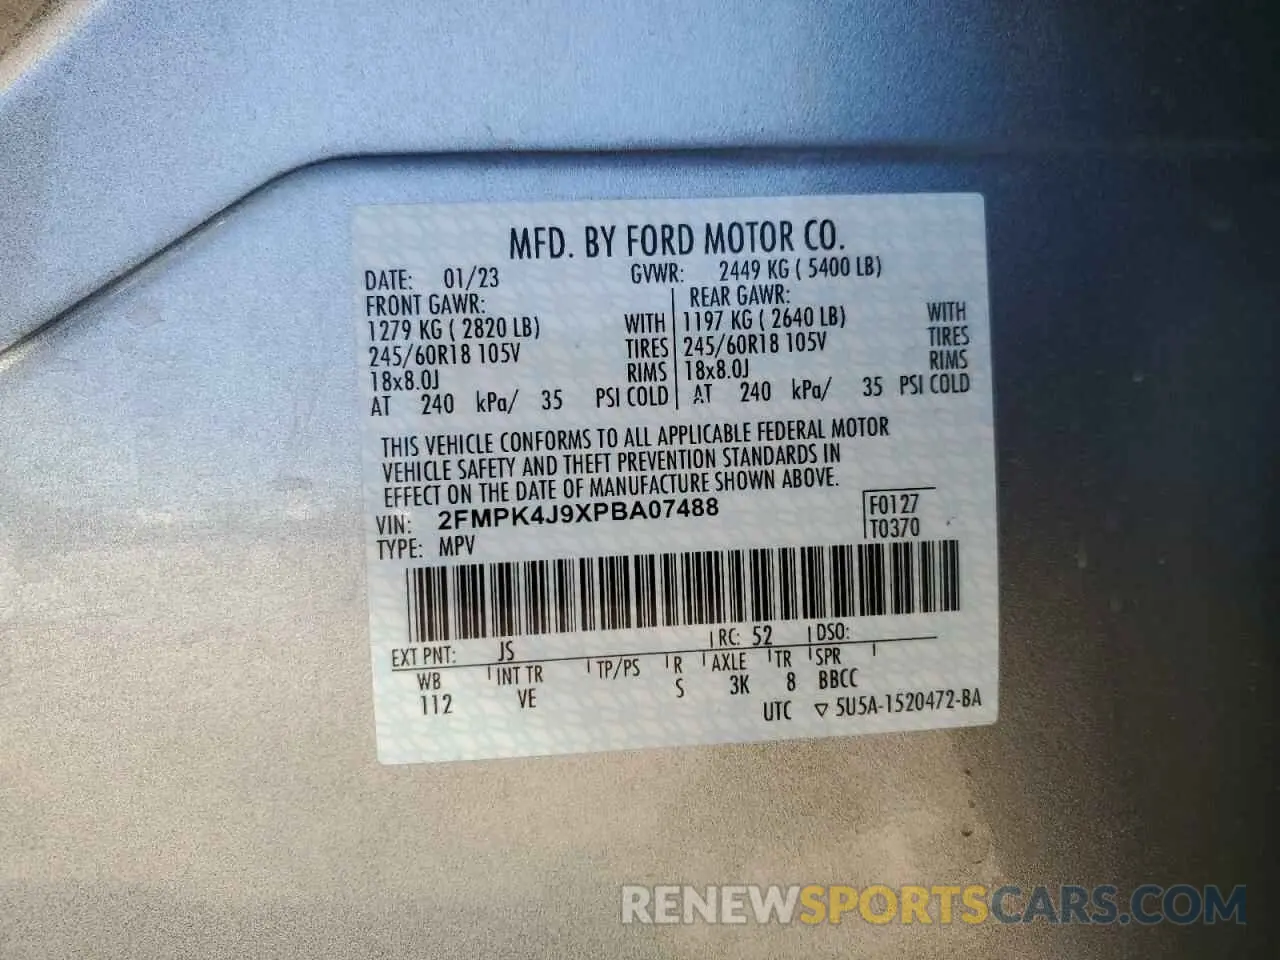 MFD. BY FORD MOTOR CO.
DATE: 01/23 GVWR: 2449 KG ( 5400 LB)
FRONT GAWR: REAR GAWR:
1279 KG ( 2820 LB) WITH 1197 KG ( 2640 LB) WITH
245/60R18 105V TIRES 245/60R18 105V TIRES
18x8.0J RIMS 18x8.0J RIMS
AT 240 kPa/ 35 PSI COLD AT 240 kPa/ 35 PSI COLD
THIS VEHICLE CONFORMS TO ALL APPLICABLE FEDERAL MOTOR
VEHICLE SAFETY AND THEFT PREVENTION STANDARDS IN
EFFECT ON THE DATE OF MANUFACTURE SHOWN ABOVE.
VIN: 2FMPK4J9XPBA07488 F0127
TYPE: MPV T0370
EXT PNT: JS RC: 52 DSO:
WB INT TR TP/PS R AXLE TR SPR
112 VE S 3K 8 BBCC
UTC ▽ 5U5A-1520472-BA
RENEWSPORTSCARS.COM